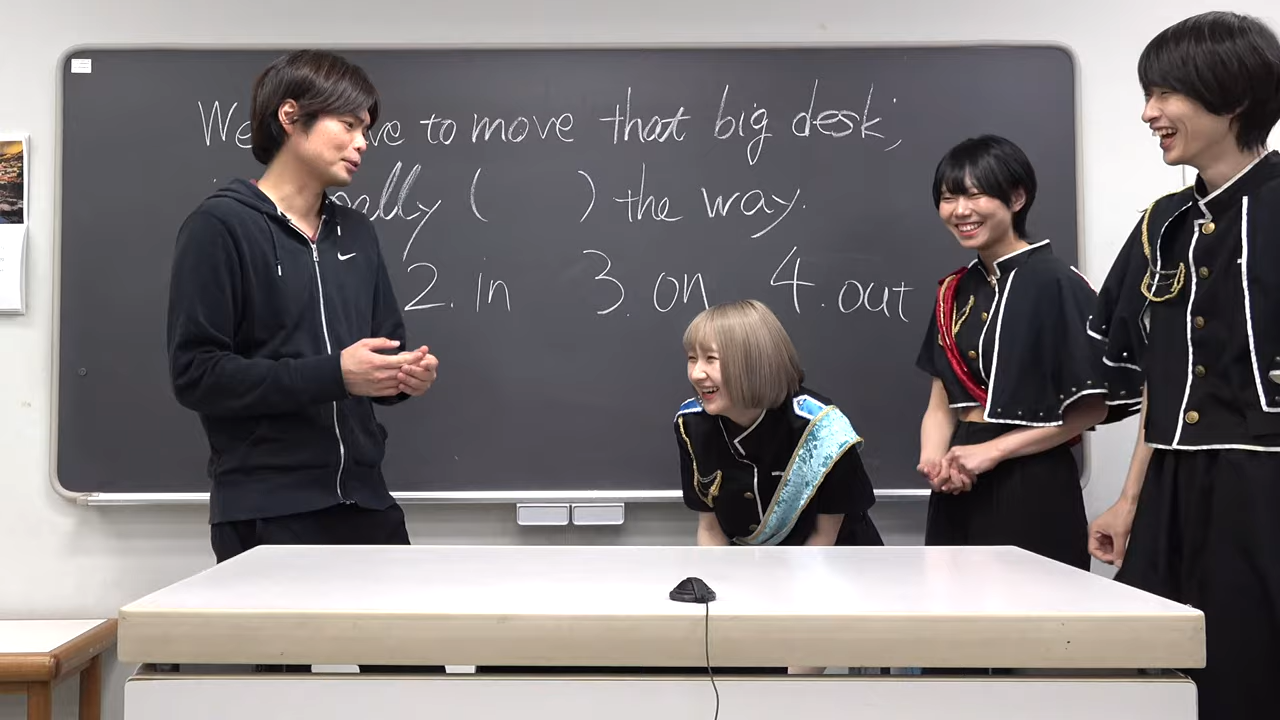 We ve to move that big desk;
ally ( ) the way.
2. in 3. on 4. out